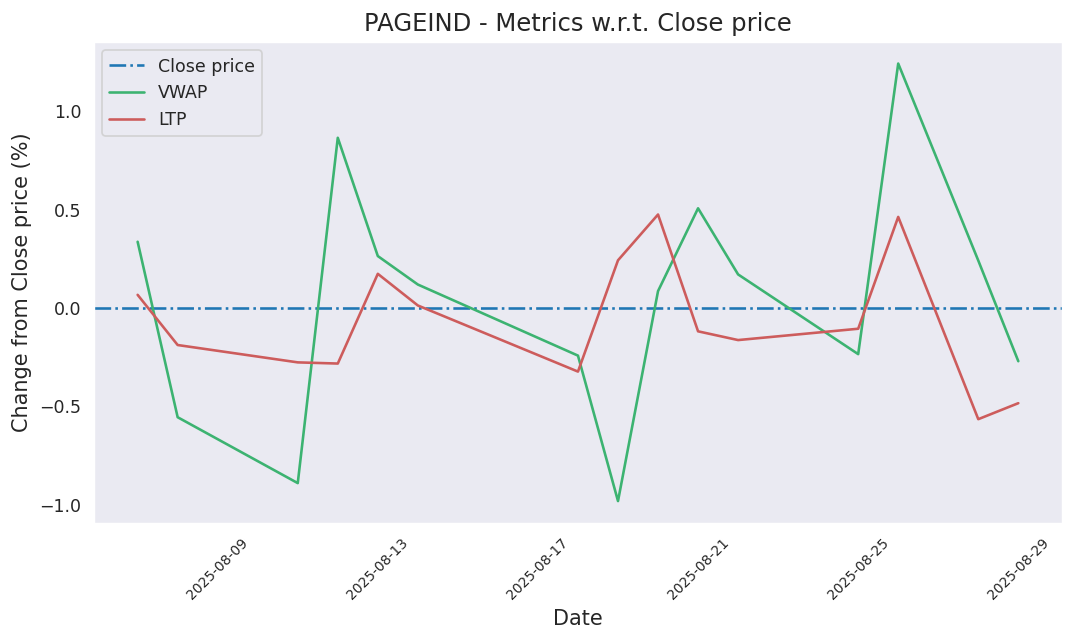 PAGEIND - Metrics w.r.t. Close price
Close price
VWAP
LTP
Change from Close price (%)
1.0
0.5
0.0
−0.5
−1.0
2025-08-09
2025-08-13
2025-08-17
2025-08-21
2025-08-25
2025-08-29
Date